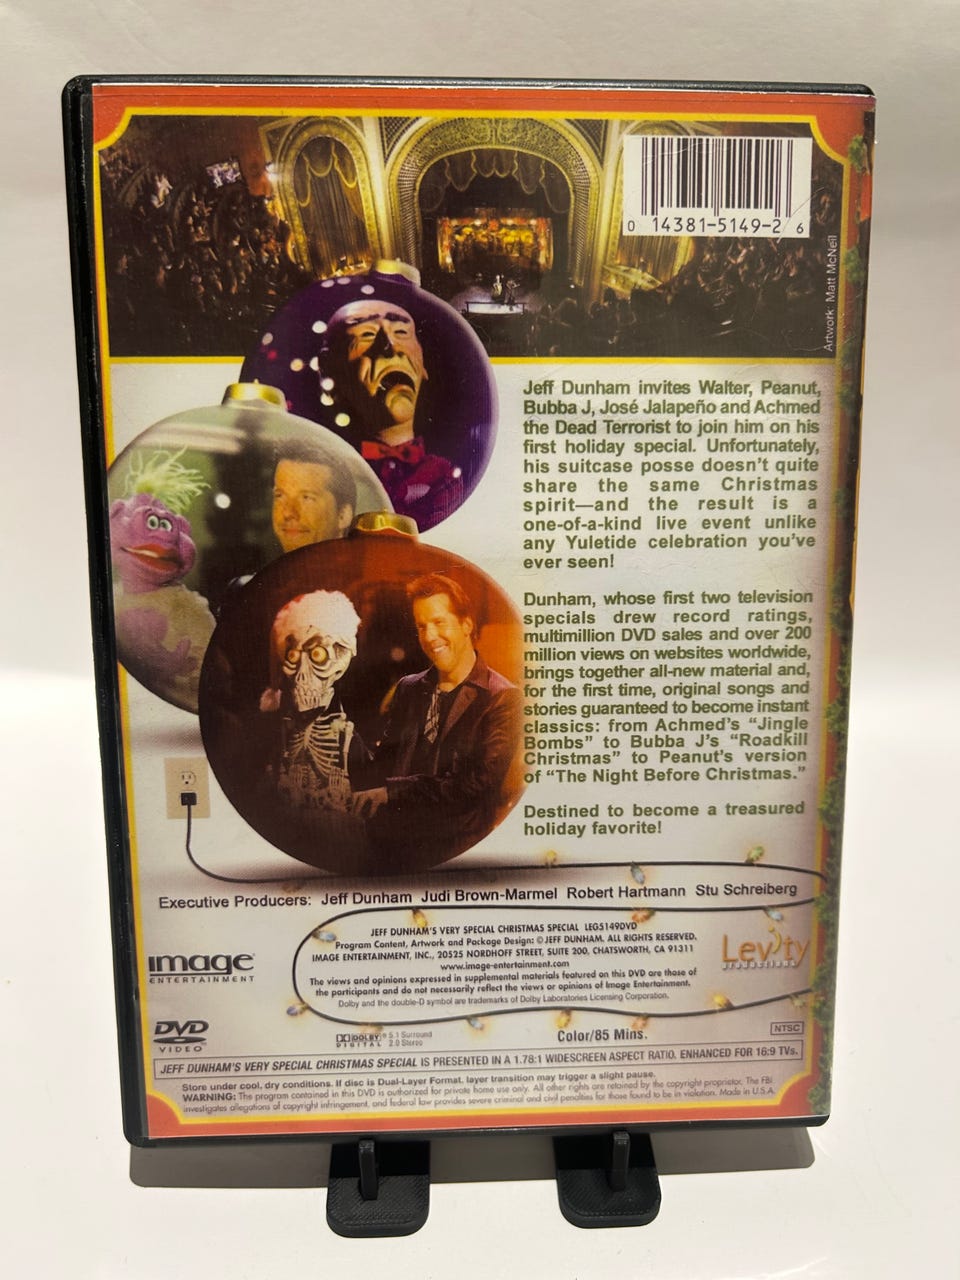 0 14381-5149-2 6
Artwork: Matt McNeil
Jeff Dunham invites Walter, Peanut,
Bubba J, José Jalapeño and Achmed
the Dead Terrorist to join him on his
first holiday special. Unfortunately,
his suitcase posse doesn't quite
share the same Christmas
spirit—and the result is a
one-of-a-kind live event unlike
any Yuletide celebration you've
ever seen!
Dunham, whose first two television
specials drew record ratings,
multimillion DVD sales and over 200
million views on websites worldwide,
brings together all-new material and,
for the first time, original songs and
stories guaranteed to become instant
classics: from Achmed's "Jingle
Bombs" to Bubba J's "Roadkill
Christmas" to Peanut's version
of "The Night Before Christmas."
Destined to become a treasured
holiday favorite!
Executive Producers: Jeff Dunham Judi Brown-Marmel Robert Hartmann Stu Schreiberg
JEFF DUNHAM'S VERY SPECIAL CHRISTMAS SPECIAL LEG5149DVD
Program Content, Artwork and Package Design: © JEFF DUNHAM. ALL RIGHTS RESERVED.
IMAGE ENTERTAINMENT, INC., 20525 NORDHOFF STREET, SUITE 200, CHATSWORTH, CA 91311
www.image-entertainment.com
The views and opinions expressed in supplemental materials featured on this DVD are those of
the participants and do not necessarily reflect the views or opinions of Image Entertainment.
Dolby and the double-D symbol are trademarks of Dolby Laboratories Licensing Corporation.
image
ENTERTAINMENT
Levity
productions
DVD
VIDEO
DOLBY
DIGITAL
5.1 Surround
2.0 Stereo
Color/85 Mins.
NTSC
JEFF DUNHAM'S VERY SPECIAL CHRISTMAS SPECIAL IS PRESENTED IN A 1.78:1 WIDESCREEN ASPECT RATIO. ENHANCED FOR 16:9 TVs.
Store under cool, dry conditions. If disc is Dual-Layer Format, layer transition may trigger a slight pause.
WARNING: The program contained in this DVD is authorized for private home use only. All other rights are retained by the copyright proprietor. The FBI
investigates allegations of copyright infringement, and federal law provides severe criminal and civil penalties for those found to be in violation. Made in U.S.A.